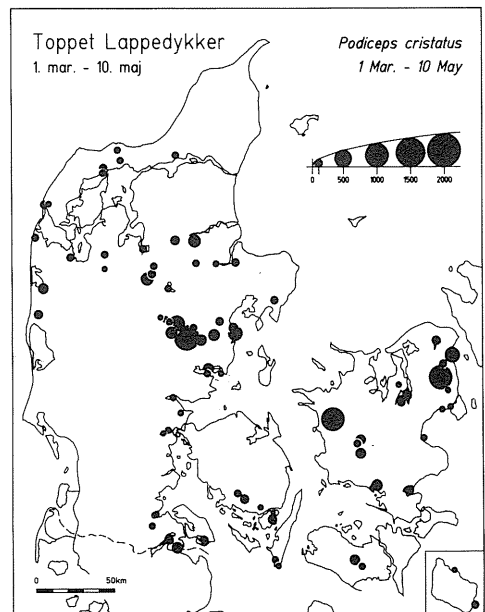 Toppet Lappedykker
1. mar. - 10. maj
Podiceps cristatus
1 Mar. - 10 May
0 500 1000 1500 2000
0 50km